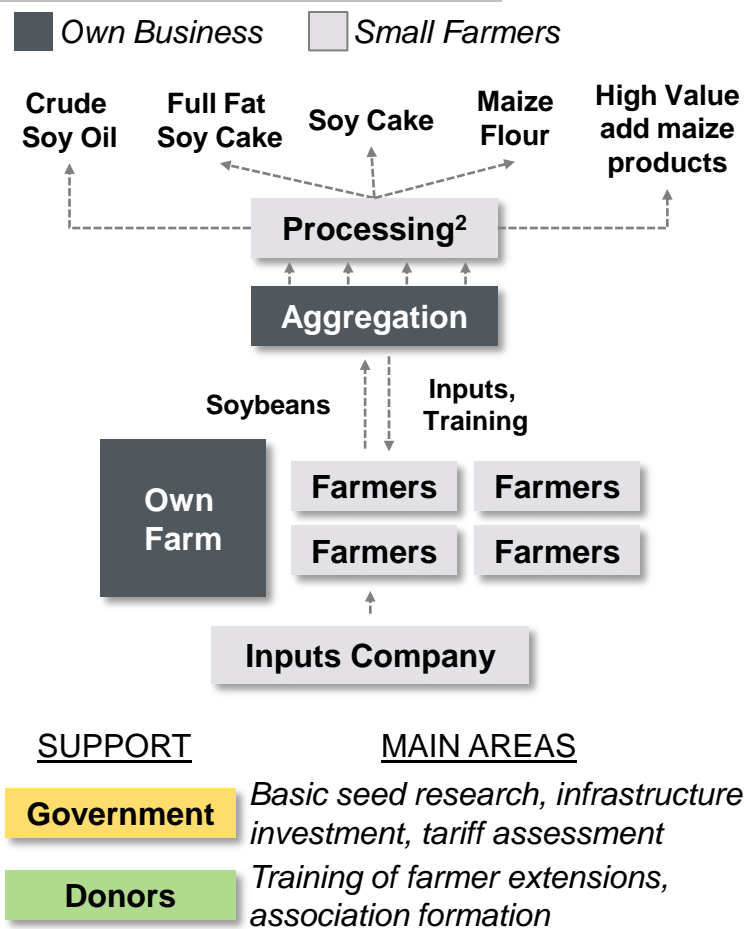 Own Business
Small Farmers
Crude
Soy Oil
Full Fat
Soy Cake
Soy Cake
Maize
Flour
High Value
add maize
products
Processing²
Aggregation
Soybeans
Inputs,
Training
Own
Farm
Farmers
Farmers
Farmers
Farmers
Inputs Company
SUPPORT
MAIN AREAS
Government
Basic seed research, infrastructure
investment, tariff assessment
Donors
Training of farmer extensions,
association formation